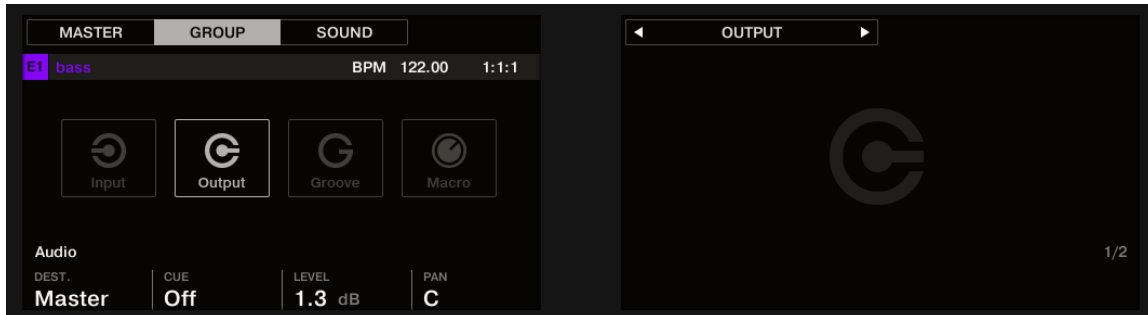 MASTER GROUP SOUND
E1 bass BPM 122.00 1:1:1
Input Output Groove Macro
Audio
DEST. CUE LEVEL PAN
Master Off 1.3 dB C
OUTPUT
1/2